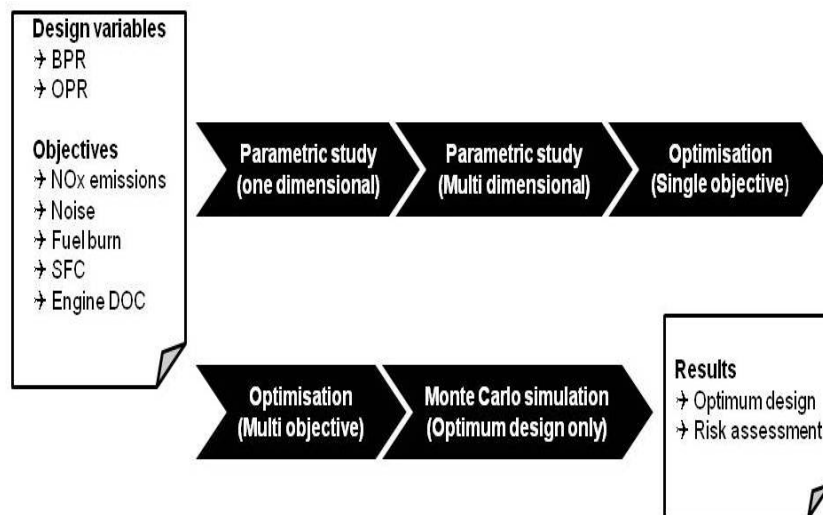 Design variables
✈ BPR
✈ OPR
Objectives
✈ NOx emissions
✈ Noise
✈ Fuel burn
✈ SFC
✈ Engine DOC
Parametric study
(one dimensional)
Parametric study
(Multi dimensional)
Optimisation
(Single objective)
Optimisation
(Multi objective)
Monte Carlo simulation
(Optimum design only)
Results
✈ Optimum design
✈ Risk assessment